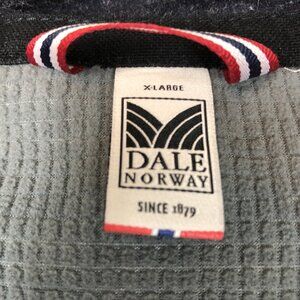 X-LARGE
DALE
NORWAY
SINCE 1879